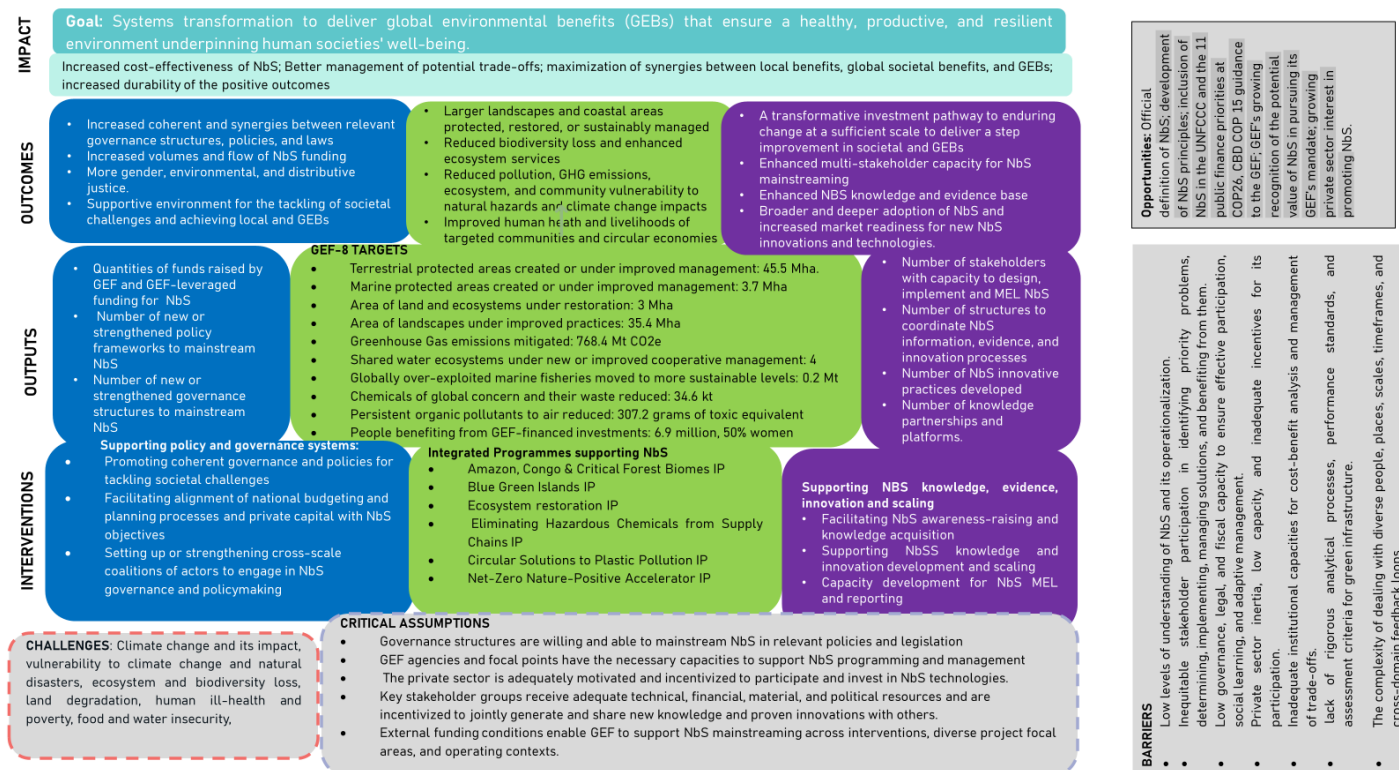 IMPACT
Goal: Systems transformation to deliver global environmental benefits (GEBs) that ensure a healthy, productive, and resilient
environment underpinning human societies' well-being.
Increased cost-effectiveness of NbS; Better management of potential trade-offs; maximization of synergies between local benefits, global societal benefits, and GEBs;
increased durability of the positive outcomes
OUTCOMES
• Increased coherent and synergies between relevant
governance structures, policies, and laws
• Increased volumes and flow of NbS funding
• More gender, environmental, and distributive
justice.
• Supportive environment for the tackling of societal
challenges and achieving local and GEBs
• Larger landscapes and coastal areas
protected, restored, or sustainably managed
• Reduced biodiversity loss and enhanced
ecosystem services
• Reduced pollution, GHG emissions,
ecosystem, and community vulnerability to
natural hazards and climate change impacts
• Improved human heath and livelihoods of
targeted communities and circular economies
• A transformative investment pathway to enduring
change at a sufficient scale to deliver a step
improvement in societal and GEBs
• Enhanced multi-stakeholder capacity for NbS
mainstreaming
• Enhanced NBS knowledge and evidence base
• Broader and deeper adoption of NbS and
increased market readiness for new NbS
innovations and technologies.
OUTPUTS
• Quantities of funds raised by
GEF and GEF-leveraged
funding for NbS
• Number of new or
strengthened policy
frameworks to mainstream
NbS
• Number of new or
strengthened governance
structures to mainstream
NbS
GEF-8 TARGETS
• Terrestrial protected areas created or under improved management: 45.5 Mha.
• Marine protected areas created or under improved management: 3.7 Mha
• Area of land and ecosystems under restoration: 3 Mha
• Area of landscapes under improved practices: 35.4 Mha
• Greenhouse Gas emissions mitigated: 768.4 Mt CO2e
• Shared water ecosystems under new or improved cooperative management: 4
• Globally over-exploited marine fisheries moved to more sustainable levels: 0.2 Mt
• Chemicals of global concern and their waste reduced: 34.6 kt
• Persistent organic pollutants to air reduced: 307.2 grams of toxic equivalent
• People benefiting from GEF-financed investments: 6.9 million, 50% women
• Number of stakeholders
with capacity to design,
implement and MEL NbS
• Number of structures to
coordinate NbS
information, evidence, and
innovation processes
• Number of NbS innovative
practices developed
• Number of knowledge
partnerships and
platforms.
INTERVENTIONS
Supporting policy and governance systems:
• Promoting coherent governance and policies for
tackling societal challenges
• Facilitating alignment of national budgeting and
planning processes and private capital with NbS
objectives
• Setting up or strengthening cross-scale
coalitions of actors to engage in NbS
governance and policymaking
Integrated Programmes supporting NbS
• Amazon, Congo & Critical Forest Biomes IP
• Blue Green Islands IP
• Ecosystem restoration IP
• Eliminating Hazardous Chemicals from Supply
Chains IP
• Circular Solutions to Plastic Pollution IP
• Net-Zero Nature-Positive Accelerator IP
Supporting NBS knowledge, evidence,
innovation and scaling
• Facilitating NbS awareness-raising and
knowledge acquisition
• Supporting NbSS knowledge and
innovation development and scaling
• Capacity development for NbS MEL
and reporting
CHALLENGES: Climate change and its impact,
vulnerability to climate change and natural
disasters, ecosystem and biodiversity loss,
land degradation, human ill-health and
poverty, food and water insecurity,
CRITICAL ASSUMPTIONS
• Governance structures are willing and able to mainstream NbS in relevant policies and legislation
• GEF agencies and focal points have the necessary capacities to support NbS programming and management
• The private sector is adequately motivated and incentivized to participate and invest in NbS technologies.
• Key stakeholder groups receive adequate technical, financial, material, and political resources and are
incentivized to jointly generate and share new knowledge and proven innovations with others.
• External funding conditions enable GEF to support NbS mainstreaming across interventions, diverse project focal
areas, and operating contexts.
Opportunities: Official
definition of NbS; development
of NbS principles; inclusion of
NbS in the UNFCCC and the 11
public finance priorities at
COP26, CBD COP 15 guidance
to the GEF; GEF's growing
recognition of the potential
value of NbS in pursuing its
GEF's mandate; growing
private sector interest in
promoting NbS.
BARRIERS
• Low levels of understanding of NbS and its operationalization.
• Inequitable stakeholder participation in identifying priority problems,
determining, implementing, managing solutions, and benefiting from them.
• Low governance, legal, and fiscal capacity to ensure effective participation,
social learning, and adaptive management.
• Private sector inertia, low capacity, and inadequate incentives for its
participation.
• Inadequate institutional capacities for cost-benefit analysis and management
of trade-offs.
• lack of rigorous analytical processes, performance standards, and
assessment criteria for green infrastructure.
• The complexity of dealing with diverse people, places, scales, timeframes, and
cross-domain feedback loops